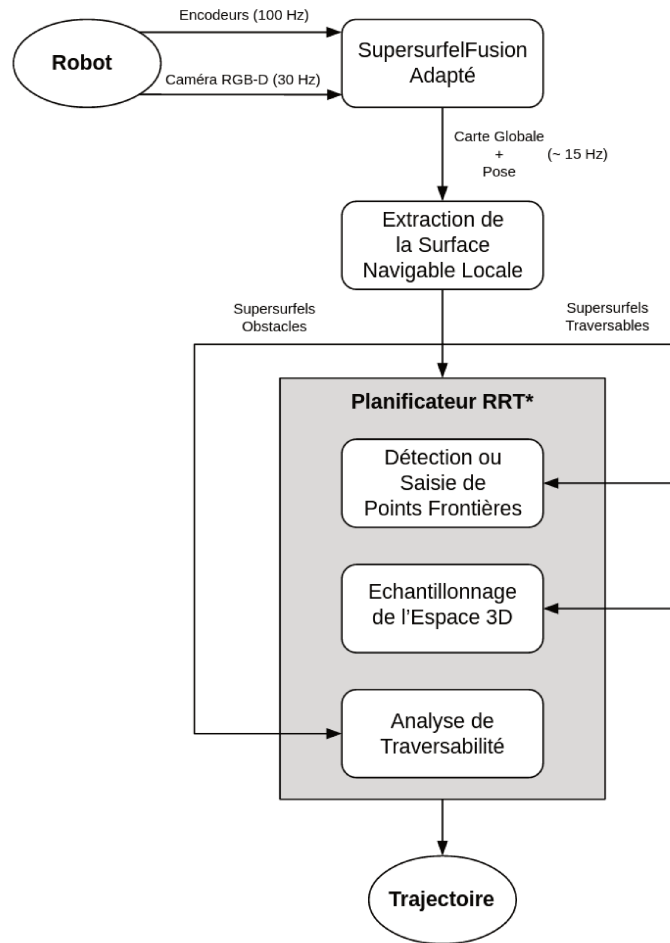 Encodeurs (100 Hz)
Robot
Caméra RGB-D (30 Hz)
SupersurfelFusion
Adapté
Carte Globale
+
Pose
(~ 15 Hz)
Extraction de
la Surface
Navigable Locale
Supersurfels
Obstacles
Supersurfels
Traversables
Planificateur RRT*
Détection ou
Saisie de
Points Frontières
Echantillonnage
de l'Espace 3D
Analyse de
Traversabilité
Trajectoire